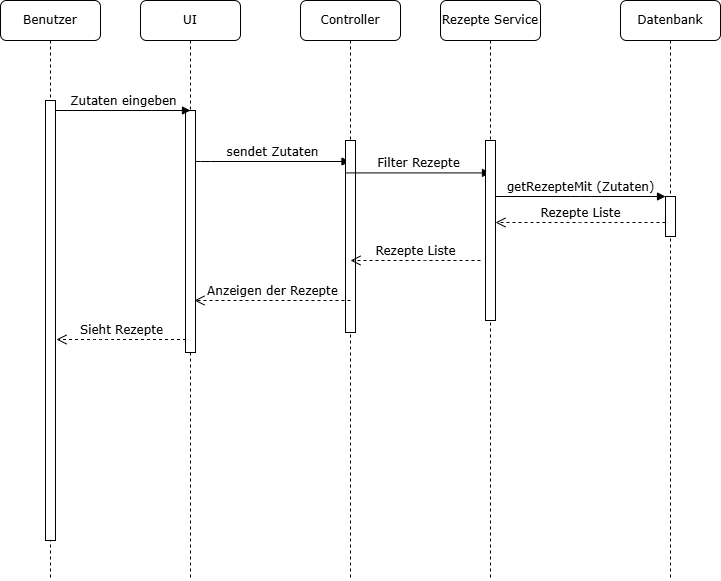 Benutzer
UI
Controller
Rezepte Service
Datenbank
Zutaten eingeben
sendet Zutaten
Filter Rezepte
getRezepteMit (Zutaten)
Rezepte Liste
Rezepte Liste
Anzeigen der Rezepte
Sieht Rezepte